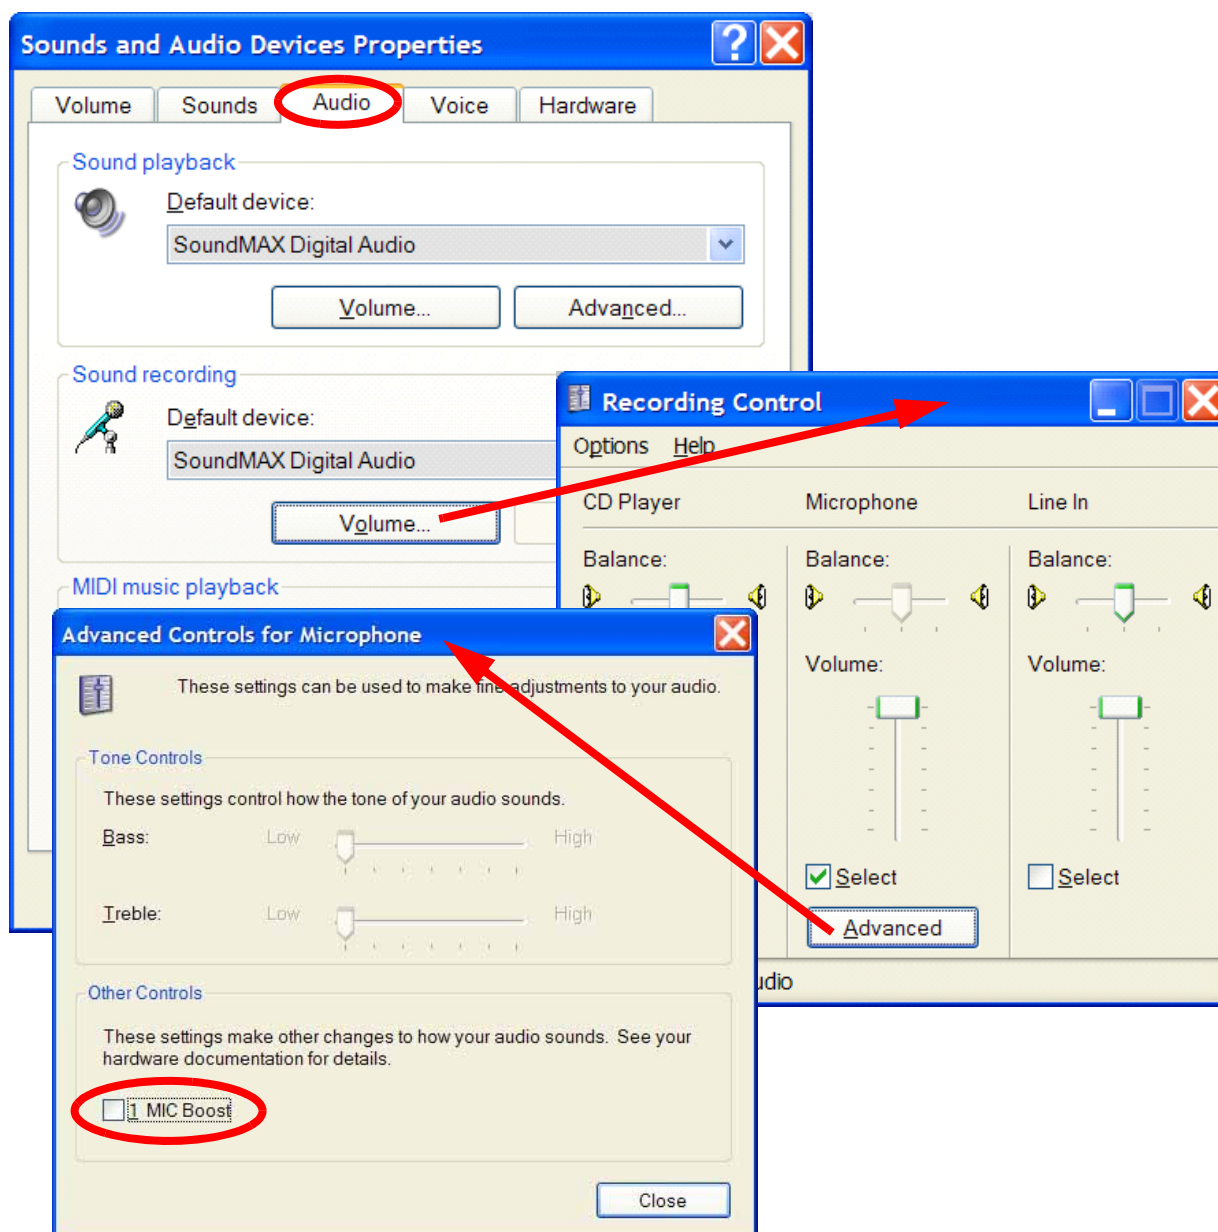 Sounds and Audio Devices Properties
Volume Sounds Audio Voice Hardware
Sound playback
Default device:
SoundMAX Digital Audio
Volume... Advanced...
Sound recording
Default device:
SoundMAX Digital Audio
Volume...
MIDI music playback
Recording Control
Options Help
CD Player Microphone Line In
Balance: Balance: Balance:
Volume: Volume:
Select Select
Advanced
Advanced Controls for Microphone
These settings can be used to make fine adjustments to your audio.
Tone Controls
These settings control how the tone of your audio sounds.
Bass: Low High
Treble: Low High
Other Controls
These settings make other changes to how your audio sounds. See your
hardware documentation for details.
1 MIC Boost
Close